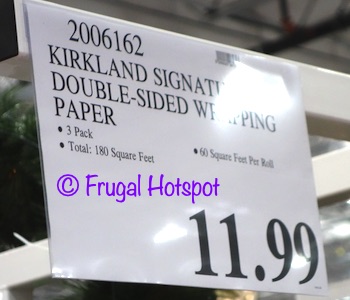 2006162
KIRKLAND SIGNATU
DOUBLE-SIDED WRAPPING
PAPER
• 3 Pack
• Total: 180 Square Feet • 60 Square Feet Per Roll
© Frugal Hotspot
11.99